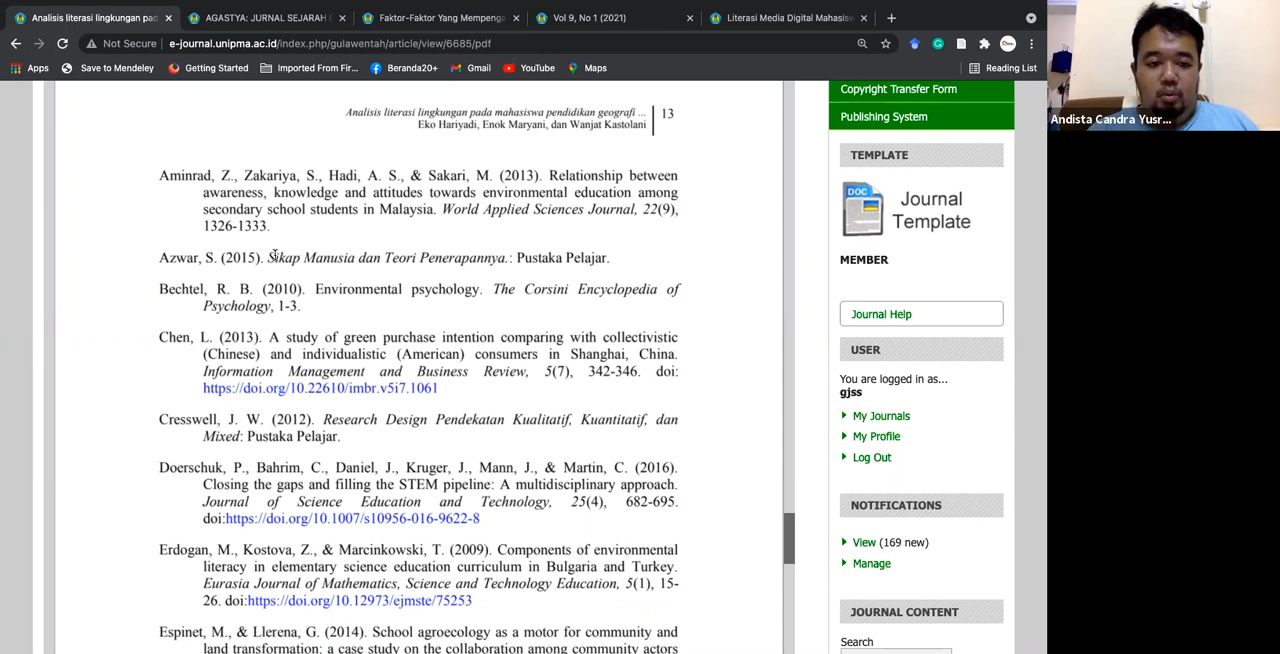 Analisis literasi lingkungan pad
AGASTYA: JURNAL SEJARAH
Faktor-Faktor Yang Mempenga
Vol 9, No 1 (2021)
Literasi Media Digital Mahasisw
Not Secure
e-journal.unipma.ac.id/index.php/gulawentah/article/view/6685/pdf
Apps
Save to Mendeley
Getting Started
Imported From Fir...
Beranda20+
Gmail
YouTube
Maps
Reading List
Analisis literasi lingkungan pada mahasiswa pendidikan geografi ...
Eko Hariyadi, Enok Maryani, dan Wanjat Kastolani
13
Aminrad, Z., Zakariya, S., Hadi, A. S., & Sakari, M. (2013). Relationship between
awareness, knowledge and attitudes towards environmental education among
secondary school students in Malaysia. World Applied Sciences Journal, 22(9),
1326-1333.
Azwar, S. (2015). Sikap Manusia dan Teori Penerapannya.: Pustaka Pelajar.
Bechtel, R. B. (2010). Environmental psychology. The Corsini Encyclopedia of
Psychology, 1-3.
Chen, L. (2013). A study of green purchase intention comparing with collectivistic
(Chinese) and individualistic (American) consumers in Shanghai, China.
Information Management and Business Review, 5(7), 342-346. doi:
https://doi.org/10.22610/imbr.v5i7.1061
Cresswell, J. W. (2012). Research Design Pendekatan Kualitatif, Kuantitatif, dan
Mixed: Pustaka Pelajar.
Doerschuk, P., Bahrim, C., Daniel, J., Kruger, J., Mann, J., & Martin, C. (2016).
Closing the gaps and filling the STEM pipeline: A multidisciplinary approach.
Journal of Science Education and Technology, 25(4), 682-695.
doi:https://doi.org/10.1007/s10956-016-9622-8
Erdogan, M., Kostova, Z., & Marcinkowski, T. (2009). Components of environmental
literacy in elementary science education curriculum in Bulgaria and Turkey.
Eurasia Journal of Mathematics, Science and Technology Education, 5(1), 15-
26. doi:https://doi.org/10.12973/ejmste/75253
Espinet, M., & Llerena, G. (2014). School agroecology as a motor for community and
land transformation: a case study on the collaboration among community actors
Copyright Transfer Form
Publishing System
TEMPLATE
DOC
Journal
Template
MEMBER
Journal Help
USER
You are logged in as...
gjss
My Journals
My Profile
Log Out
NOTIFICATIONS
View (169 new)
Manage
JOURNAL CONTENT
Search
Andista Candra Yusr...